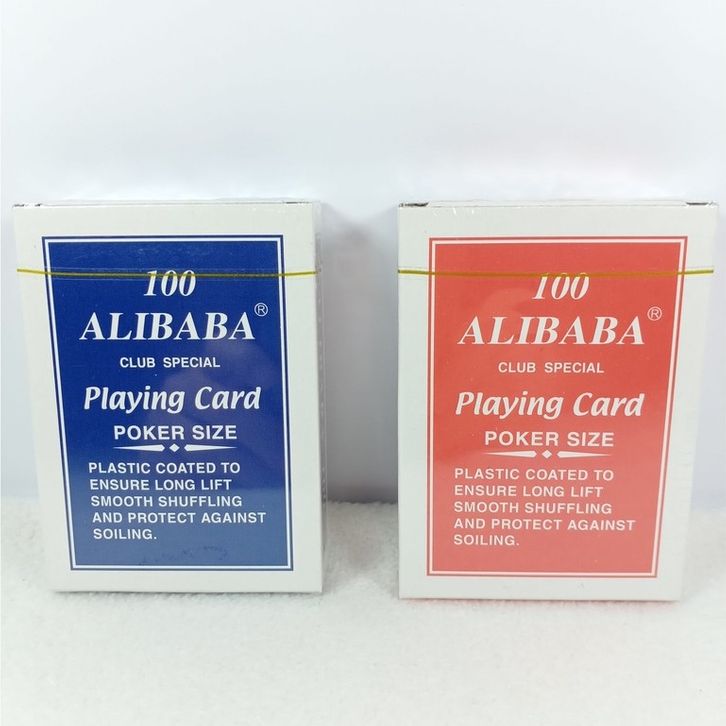 100
ALIBABA®
CLUB SPECIAL
Playing Card
POKER SIZE
PLASTIC COATED TO
ENSURE LONG LIFT
SMOOTH SHUFFLING
AND PROTECT AGAINST
SOILING.
100
ALIBABA®
CLUB SPECIAL
Playing Card
POKER SIZE
PLASTIC COATED TO
ENSURE LONG LIFT
SMOOTH SHUFFLING
AND PROTECT AGAINST
SOILING.